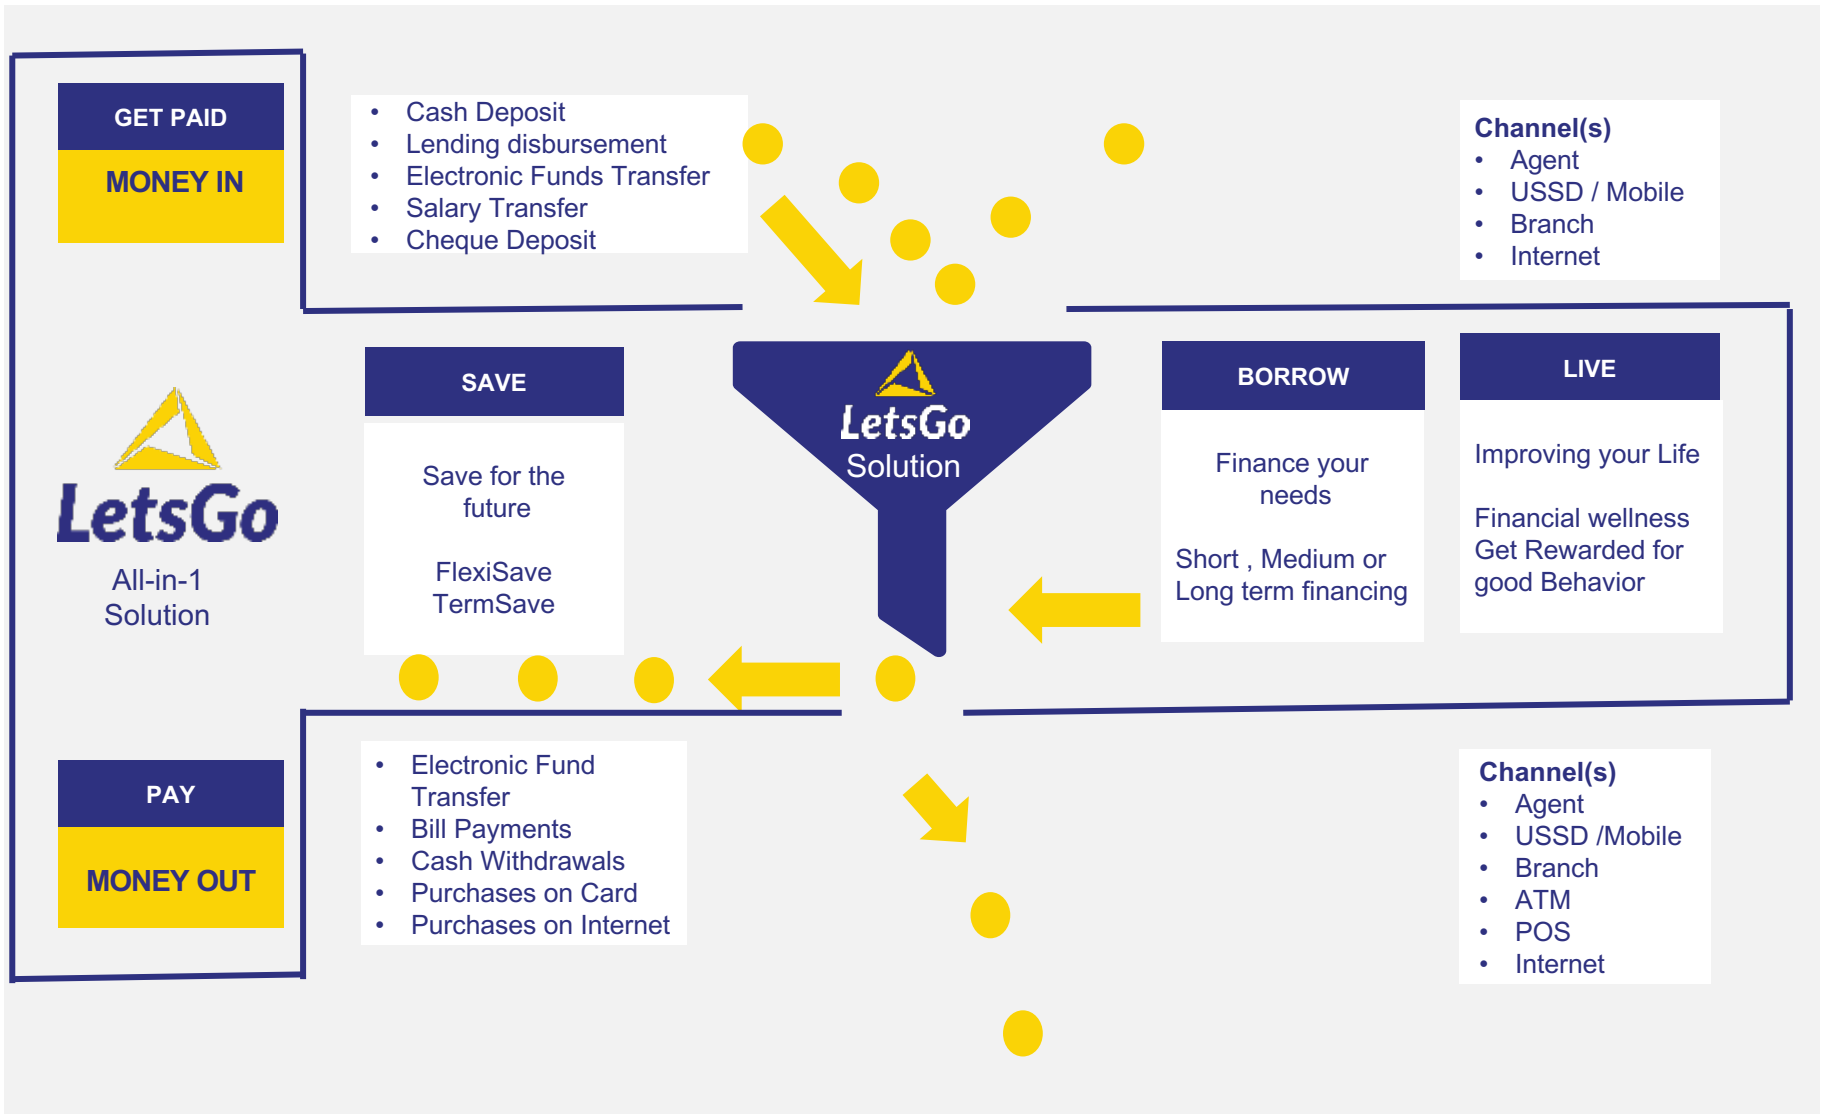 GET PAID
MONEY IN
• Cash Deposit
• Lending disbursement
• Electronic Funds Transfer
• Salary Transfer
• Cheque Deposit
Channel(s)
• Agent
• USSD / Mobile
• Branch
• Internet
LetsGo
All-in-1
Solution
SAVE
Save for the
future
FlexiSave
TermSave
LetsGo
Solution
BORROW
Finance your
needs
Short , Medium or
Long term financing
LIVE
Improving your Life
Financial wellness
Get Rewarded for
good Behavior
PAY
MONEY OUT
• Electronic Fund
Transfer
• Bill Payments
• Cash Withdrawals
• Purchases on Card
• Purchases on Internet
Channel(s)
• Agent
• USSD /Mobile
• Branch
• ATM
• POS
• Internet